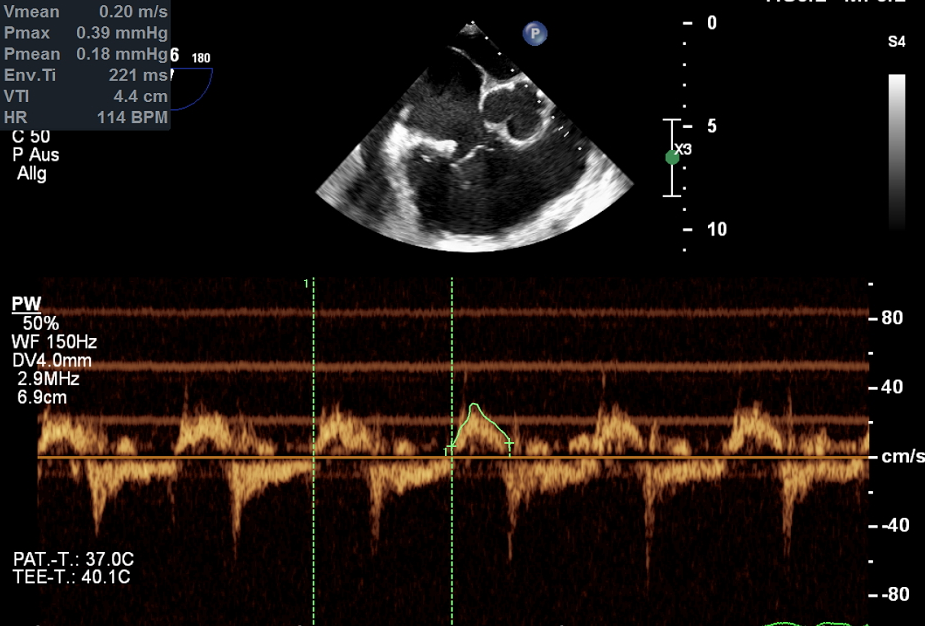 Vmean 0.20 m/s
Pmax 0.39 mmHg
Pmean 0.18 mmHg
Env.Ti 221 ms
VTI 4.4 cm
HR 114 BPM
6 180
C 50
P Aus
Allg
P
0
5
10
S4
X3
1
PW
50%
WF 150Hz
DV4.0mm
2.9MHz
6.9cm
80
40
cm/s
-40
-80
1
PAT.-T.: 37.0C
TEE-T.: 40.1C